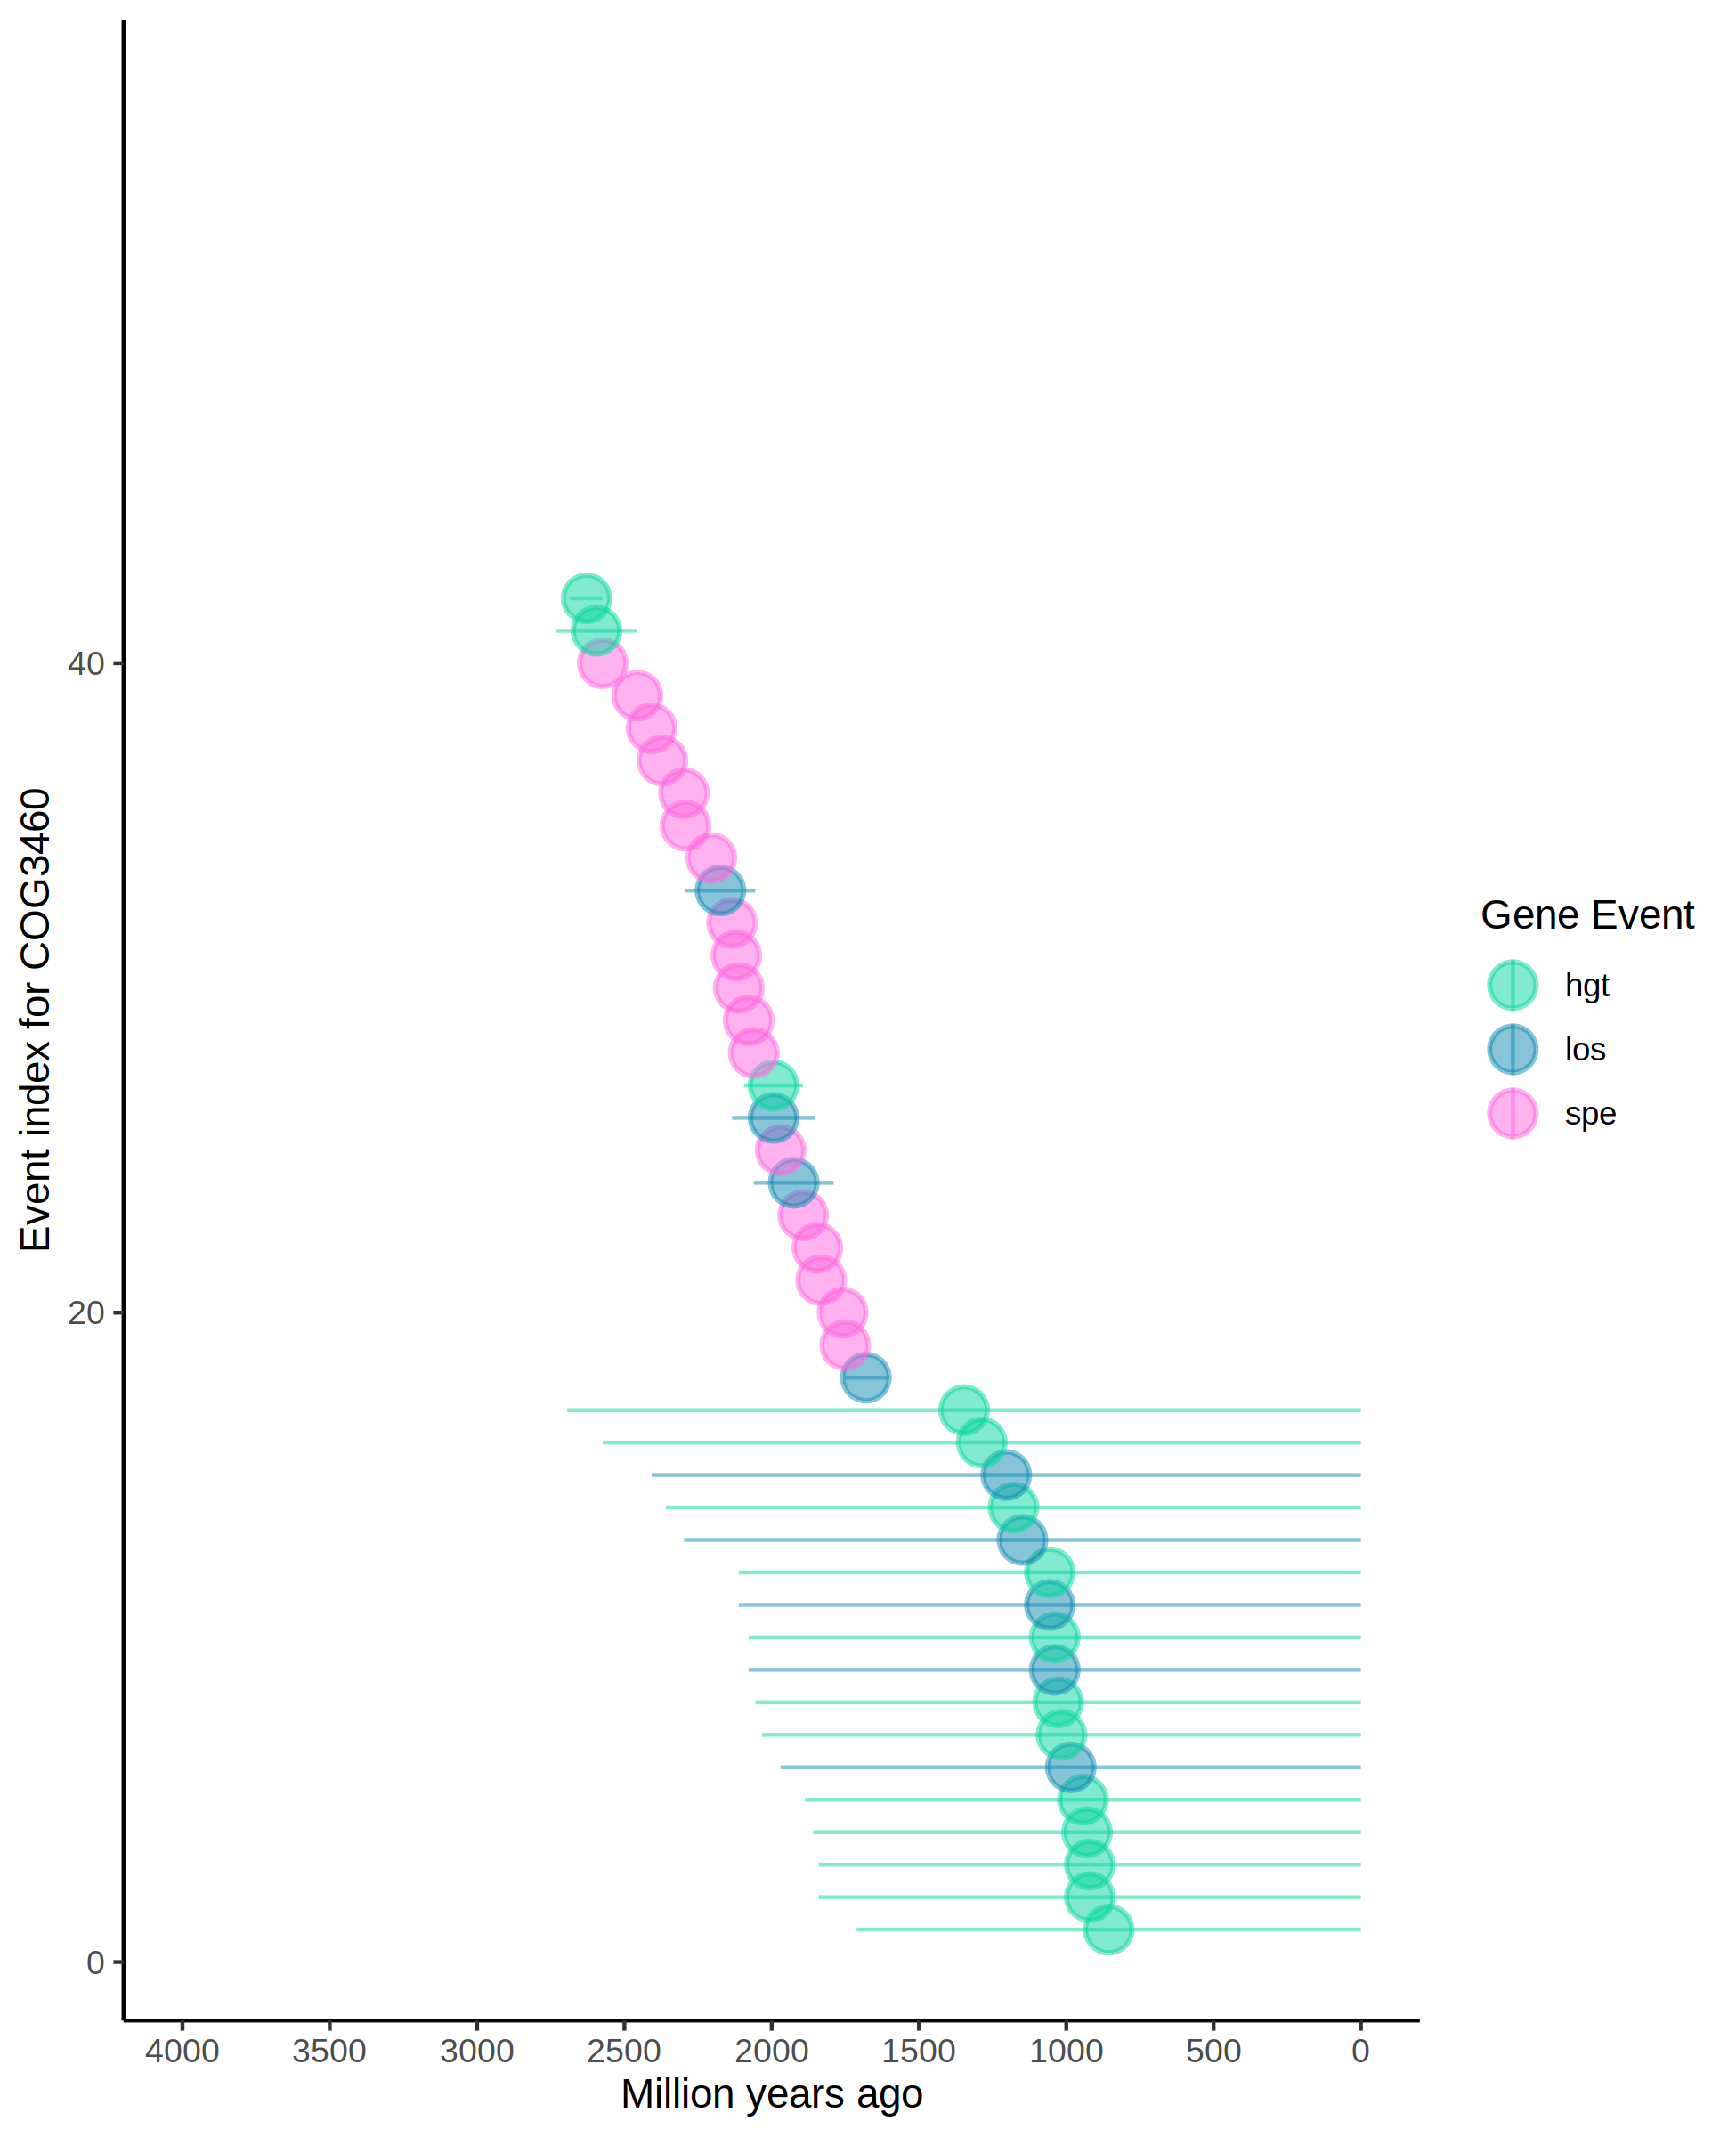 Event index for COG3460
40
20
0
4000 3500 3000 2500 2000 1500 1000 500 0
Million years ago
Gene Event
hgt
los
spe